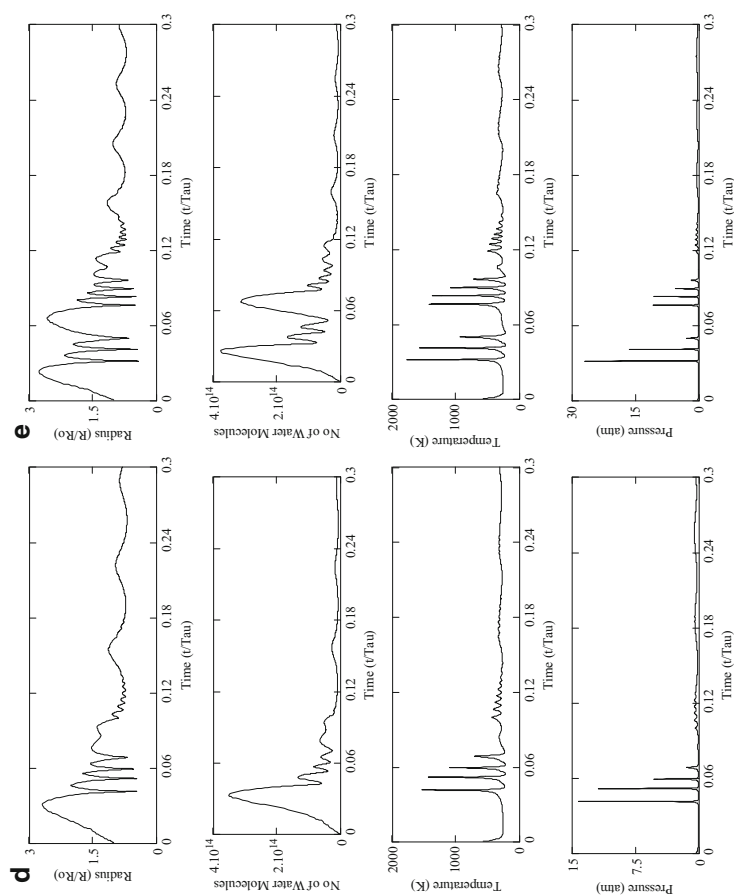 d
Radius (R/Ro)
3
1.5
0
0 0.06 0.12 0.18 0.24 0.3
Time (t/Tau)
No of Water Molecules
4.10^14
2.10^14
0
0 0.06 0.12 0.18 0.24 0.3
Time (t/Tau)
Temperature (K)
2000
1000
0
0 0.06 0.12 0.18 0.24 0.3
Time (t/Tau)
Pressure (atm)
15
7.5
0
0 0.06 0.12 0.18 0.24 0.3
Time (t/Tau)
e
Radius (R/Ro)
3
1.5
0
0 0.06 0.12 0.18 0.24 0.3
Time (t/Tau)
No of Water Molecules
4.10^14
2.10^14
0
0 0.06 0.12 0.18 0.24 0.3
Time (t/Tau)
Temperature (K)
2000
1000
0
0 0.06 0.12 0.18 0.24 0.3
Time (t/Tau)
Pressure (atm)
30
15
0
0 0.06 0.12 0.18 0.24 0.3
Time (t/Tau)